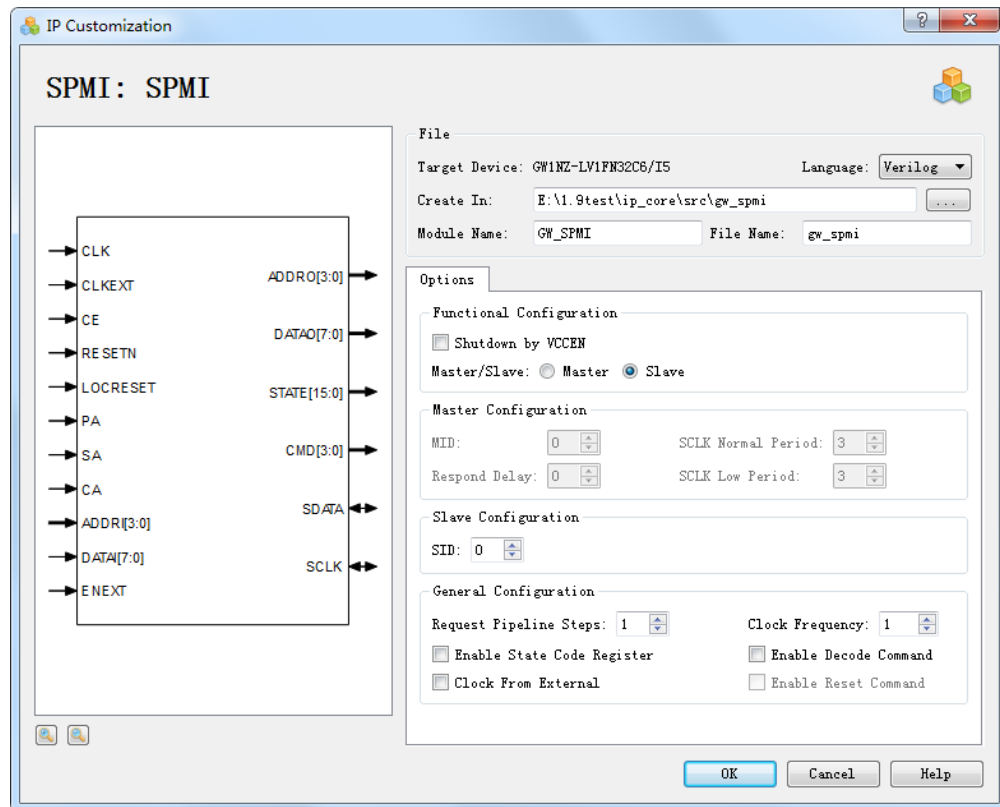 IP Customization
SPMI: SPMI
CLK
CLKEXT
CE
RESETN
LOCRESET
PA
SA
CA
ADDRI[3:0]
DATAI[7:0]
ENEXT
ADDRO[3:0]
DATAO[7:0]
STATE[15:0]
CMD[3:0]
SDATA
SCLK
File
Target Device: GW1NZ-LV1FN32C6/I5 Language: Verilog
Create In: E:\1.9test\ip_core\src\gw_spmi ...
Module Name: GW_SPMI File Name: gw_spmi
Options
Functional Configuration
Shutdown by VCCEN
Master/Slave: Master Slave
Master Configuration
MID: 0 SCLK Normal Period: 3
Respond Delay: 0 SCLK Low Period: 3
Slave Configuration
SID: 0
General Configuration
Request Pipeline Steps: 1 Clock Frequency: 1
Enable State Code Register Enable Decode Command
Clock From External Enable Reset Command
OK Cancel Help